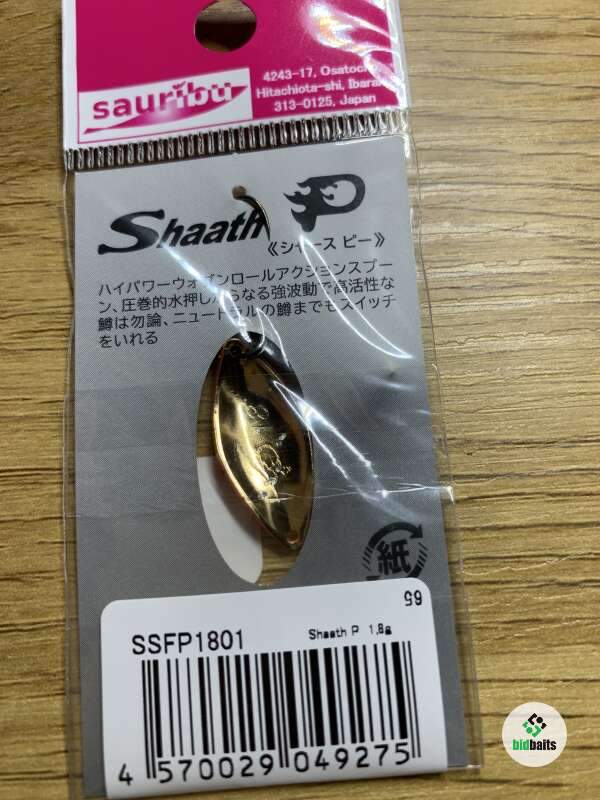 sauribu
4243-17, Osatocho
Hitachiota-shi, Ibaraki
313-0125, Japan
Shaath P
《シャース ピー》
ハイパワーウォブンロールアクションスプー
ン、圧巻的水押しからなる強波動で高活性な
鱒は勿論、ニュートラルの鱒までもスイッチ
をいれる
紙
65
SSFP1801
Shaath P 1,8g
4 570029 049275
bidbaits